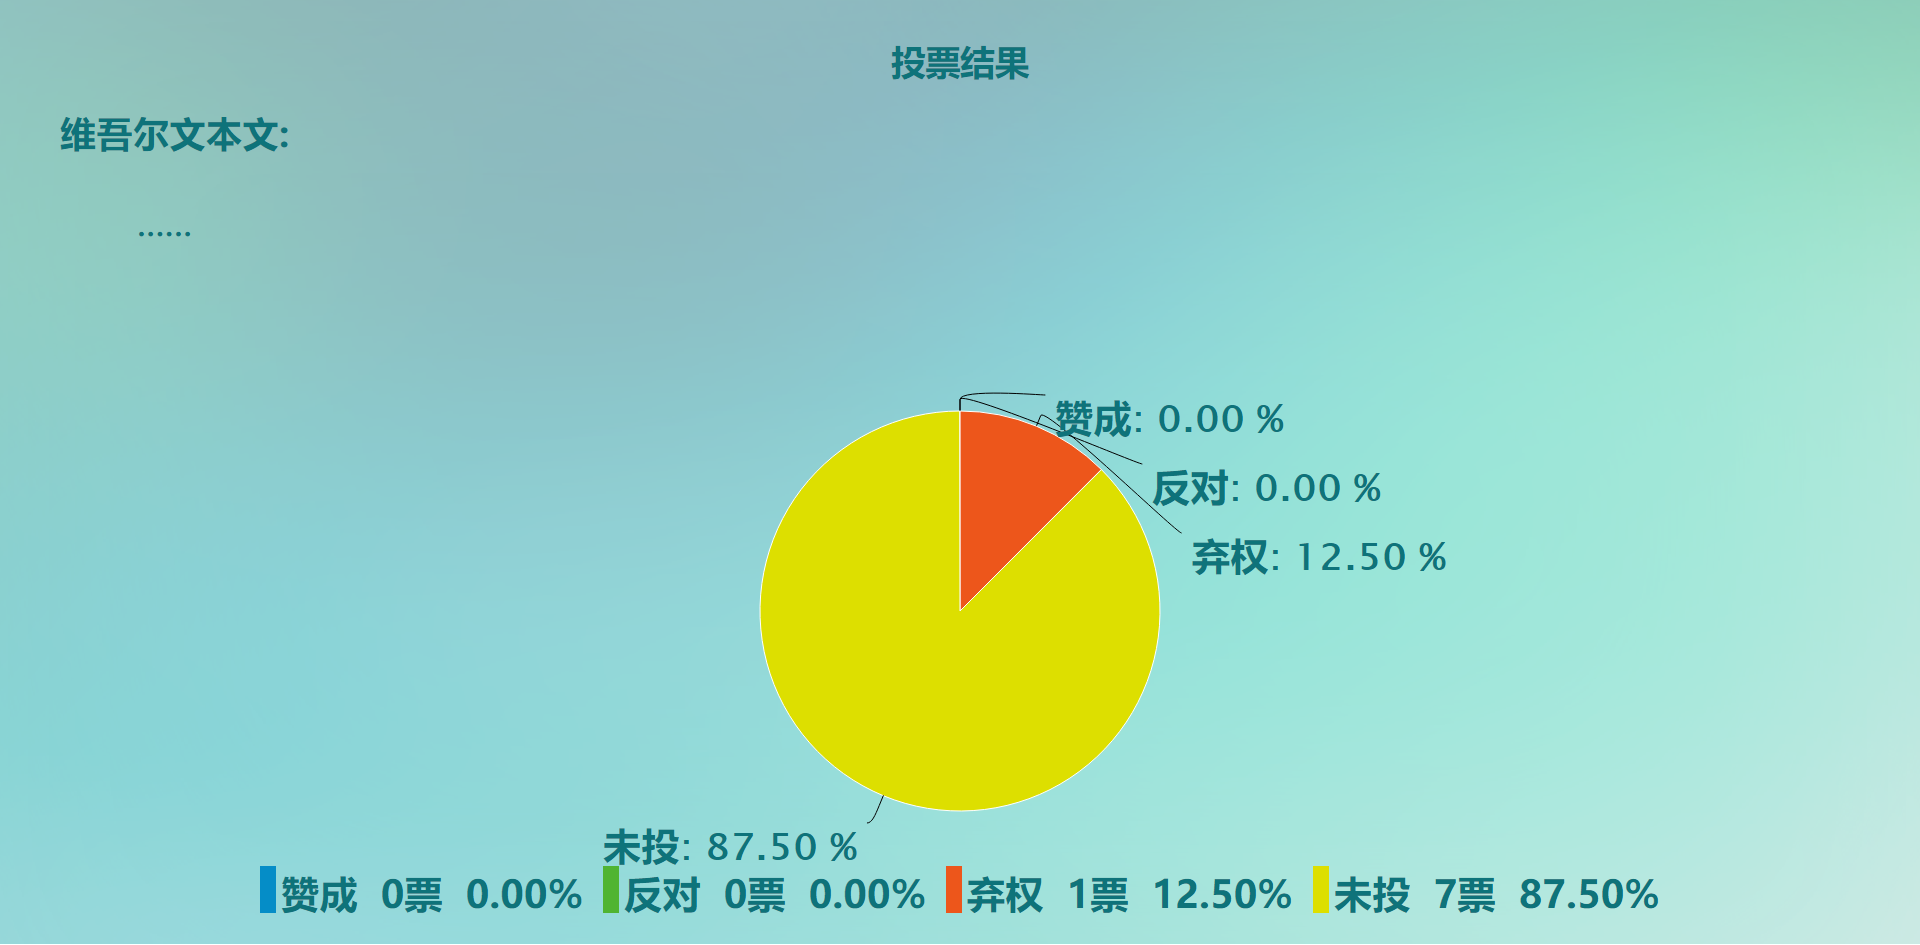 投票结果
维吾尔文本文:
......
赞成: 0.00 %
反对: 0.00 %
弃权: 12.50 %
未投: 87.50 %
赞成 0票 0.00% 反对 0票 0.00% 弃权 1票 12.50% 未投 7票 87.50%